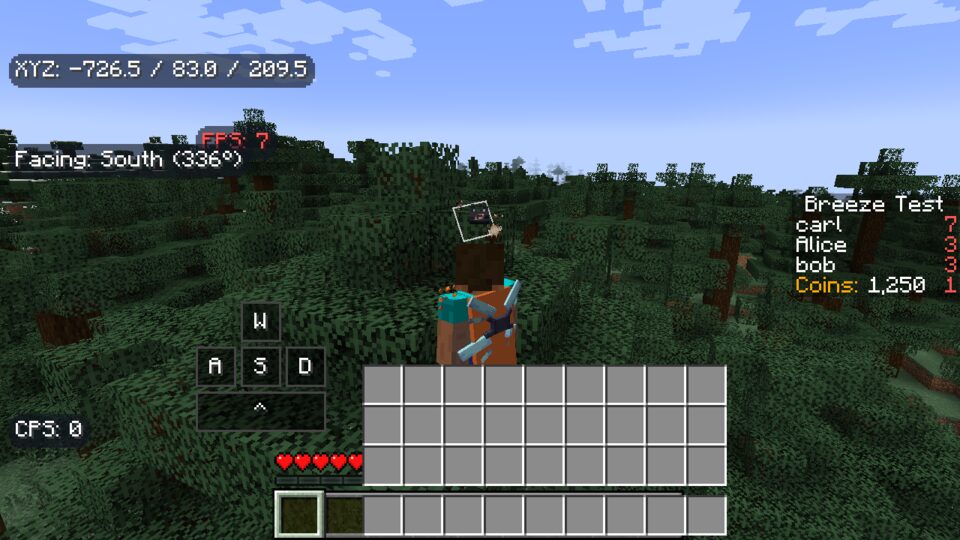 XYZ: -726.5 / 83.0 / 209.5
FPS: 7
Facing: South (336°)
Breeze Test
carl 7
Alice 3
bob 3
Coins: 1,250 1
W
A S D
^
CPS: 0